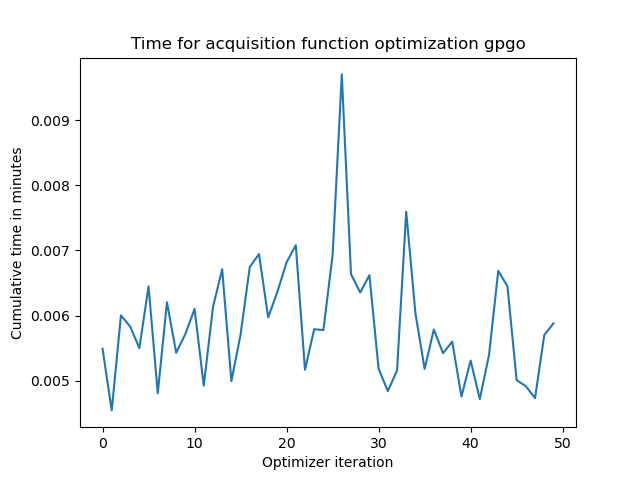 Time for acquisition function optimization gpgo
Cumulative time in minutes
0.009
0.008
0.007
0.006
0.005
0 10 20 30 40 50
Optimizer iteration